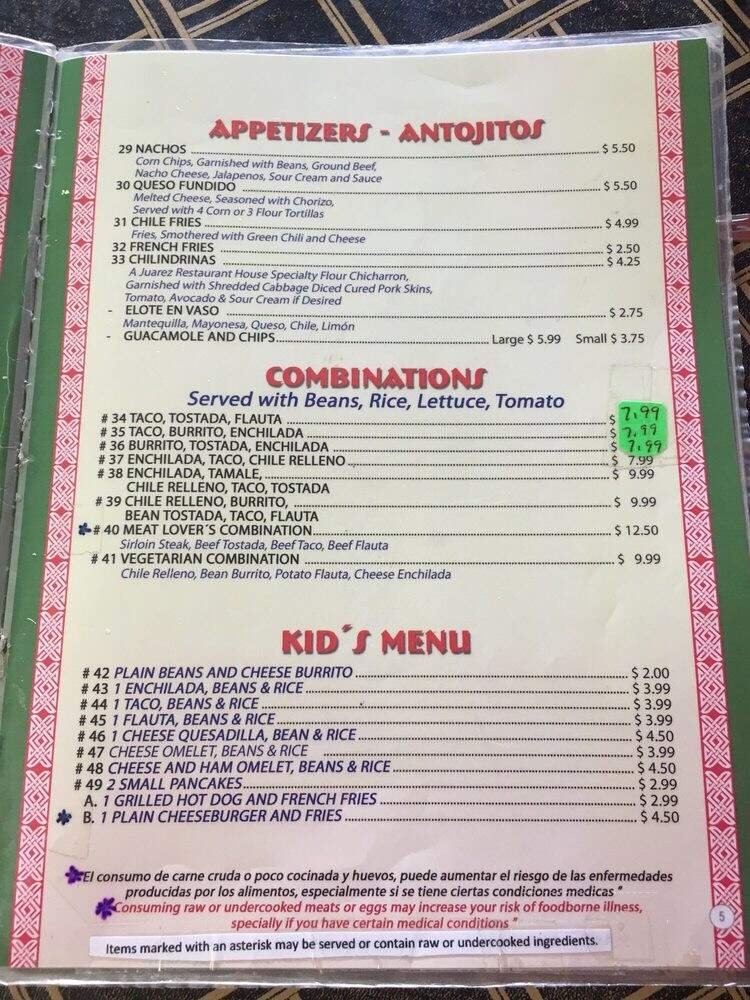 APPETIZERS - ANTOJITOS
29 NACHOS $ 5.50
Corn Chips, Garnished with Beans, Ground Beef,
Nacho Cheese, Jalapenos, Sour Cream and Sauce
30 QUESO FUNDIDO $ 5.50
Melted Cheese, Seasoned with Chorizo,
Served with 4 Corn or 3 Flour Tortillas
31 CHILE FRIES $ 4.99
Fries, Smothered with Green Chili and Cheese
32 FRENCH FRIES $ 2.50
33 CHILINDRINAS $ 4.25
A Juarez Restaurant House Specialty Flour Chicharron,
Garnished with Shredded Cabbage Diced Cured Pork Skins,
Tomato, Avocado & Sour Cream if Desired
- ELOTE EN VASO $ 2.75
Mantequilla, Mayonesa, Queso, Chile, Limón
- GUACAMOLE AND CHIPS Large $ 5.99 Small $ 3.75
COMBINATIONS
Served with Beans, Rice, Lettuce, Tomato
# 34 TACO, TOSTADA, FLAUTA $ 7.99
# 35 TACO, BURRITO, ENCHILADA $ 7.99
# 36 BURRITO, TOSTADA, ENCHILADA $ 7.99
# 37 ENCHILADA, TACO, CHILE RELLENO $ 7.99
# 38 ENCHILADA, TAMALE, $ 9.99
CHILE RELLENO, TACO, TOSTADA
# 39 CHILE RELLENO, BURRITO, $ 9.99
BEAN TOSTADA, TACO, FLAUTA
* # 40 MEAT LOVER´S COMBINATION $ 12.50
Sirloin Steak, Beef Tostada, Beef Taco, Beef Flauta
# 41 VEGETARIAN COMBINATION $ 9.99
Chile Relleno, Bean Burrito, Potato Flauta, Cheese Enchilada
KID´S MENU
# 42 PLAIN BEANS AND CHEESE BURRITO $ 2.00
# 43 1 ENCHILADA, BEANS & RICE $ 3.99
# 44 1 TACO, BEANS & RICE $ 3.99
# 45 1 FLAUTA, BEANS & RICE $ 3.99
# 46 1 CHEESE QUESADILLA, BEAN & RICE $ 4.50
# 47 CHEESE OMELET, BEANS & RICE $ 3.99
# 48 CHEESE AND HAM OMELET, BEANS & RICE $ 4.50
# 49 2 SMALL PANCAKES $ 2.99
A. 1 GRILLED HOT DOG AND FRENCH FRIES $ 2.99
* B. 1 PLAIN CHEESEBURGER AND FRIES $ 4.50
*El consumo de carne cruda o poco cocinada y huevos, puede aumentar el riesgo de las enfermedades
producidas por los alimentos, especialmente si se tiene ciertas condiciones medicas "
*Consuming raw or undercooked meats or eggs may increase your risk of foodborne illness,
specially if you have certain medical conditions "
5
Items marked with an asterisk may be served or contain raw or undercooked ingredients.